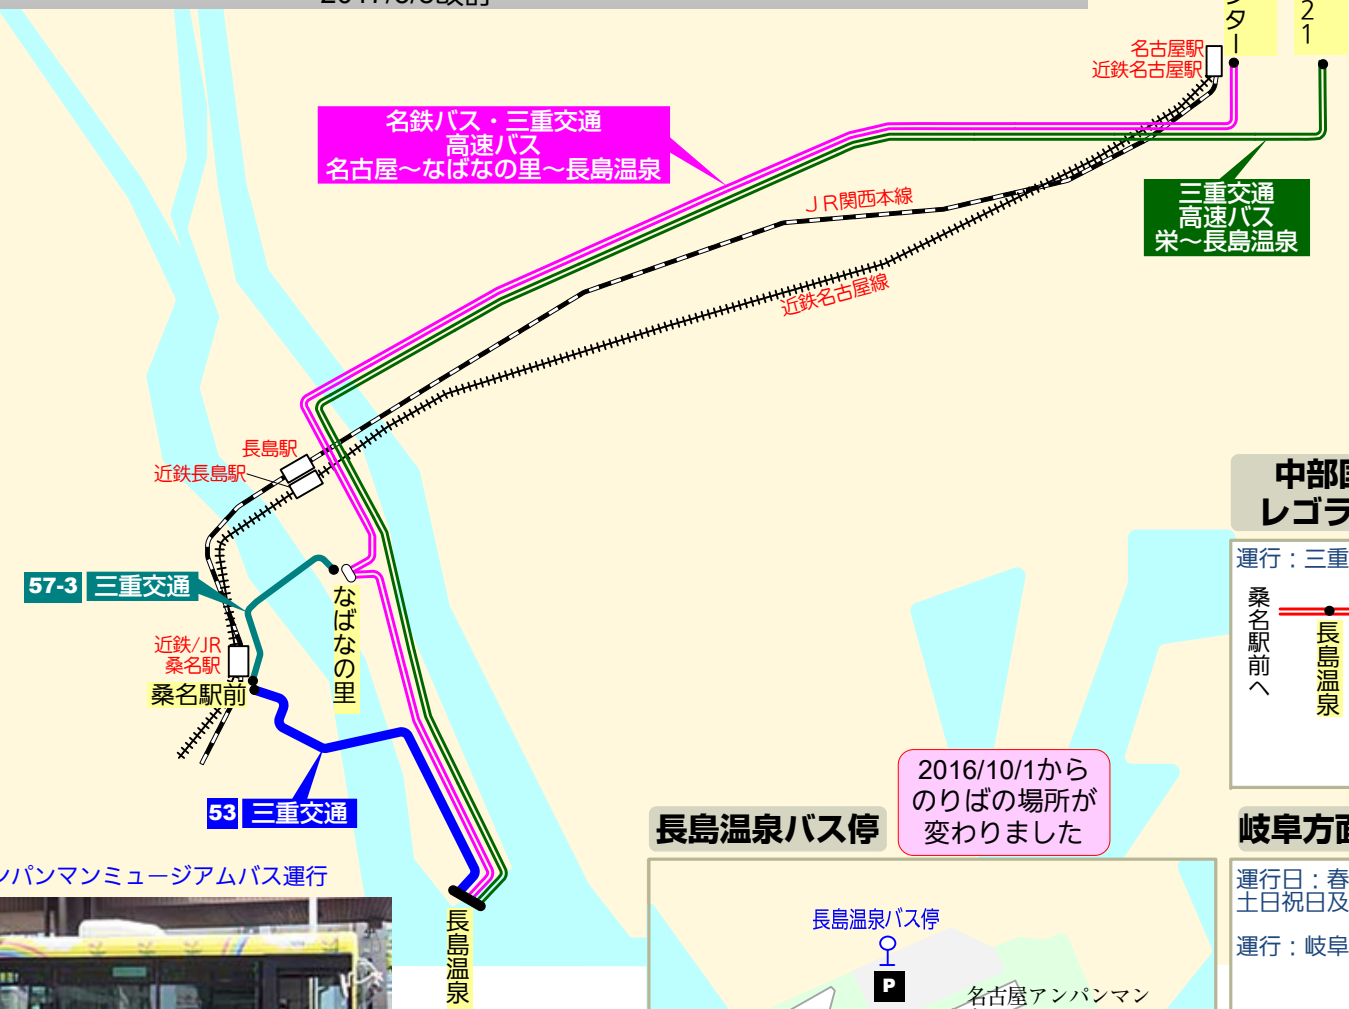 ター
21
名古屋駅
近鉄名古屋駅
名鉄バス・三重交通
高速バス
名古屋～なばなの里～長島温泉
三重交通
高速バス
栄～長島温泉
ＪＲ関西本線
近鉄名古屋線
長島駅
近鉄長島駅
57-3 三重交通
なばなの里
近鉄/JR
桑名駅
桑名駅前
53 三重交通
長島温泉
中部
レゴラ
運行：三重
桑名駅前へ
長島温泉
2016/10/1から
のりばの場所が
変わりました
長島温泉バス停
長島温泉バス停
P
名古屋アンパンマン
岐阜方面
運行日：春
土日祝日及
運行：岐阜
ンパンマンミュージアムバス運行